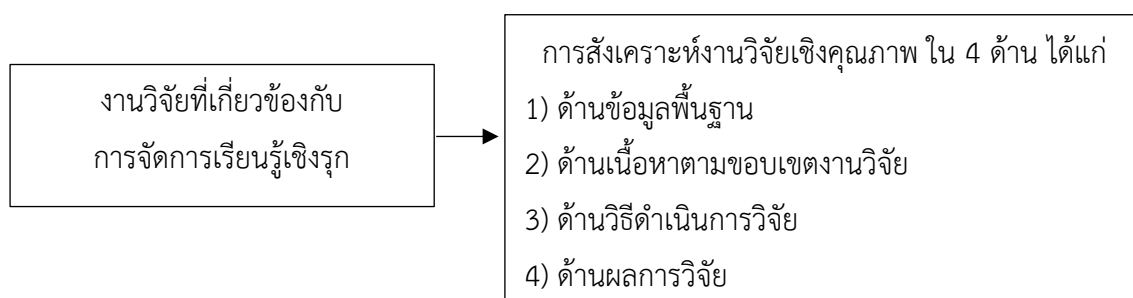 งานวิจัยที่เกี่ยวข้องกับ
การจัดการเรียนรู้เชิงรุก
การสังเคราะห์งานวิจัยเชิงคุณภาพ ใน 4 ด้าน ได้แก่
1) ด้านข้อมูลพื้นฐาน
2) ด้านเนื้อหาตามขอบเขตงานวิจัย
3) ด้านวิธีดำเนินการวิจัย
4) ด้านผลการวิจัย